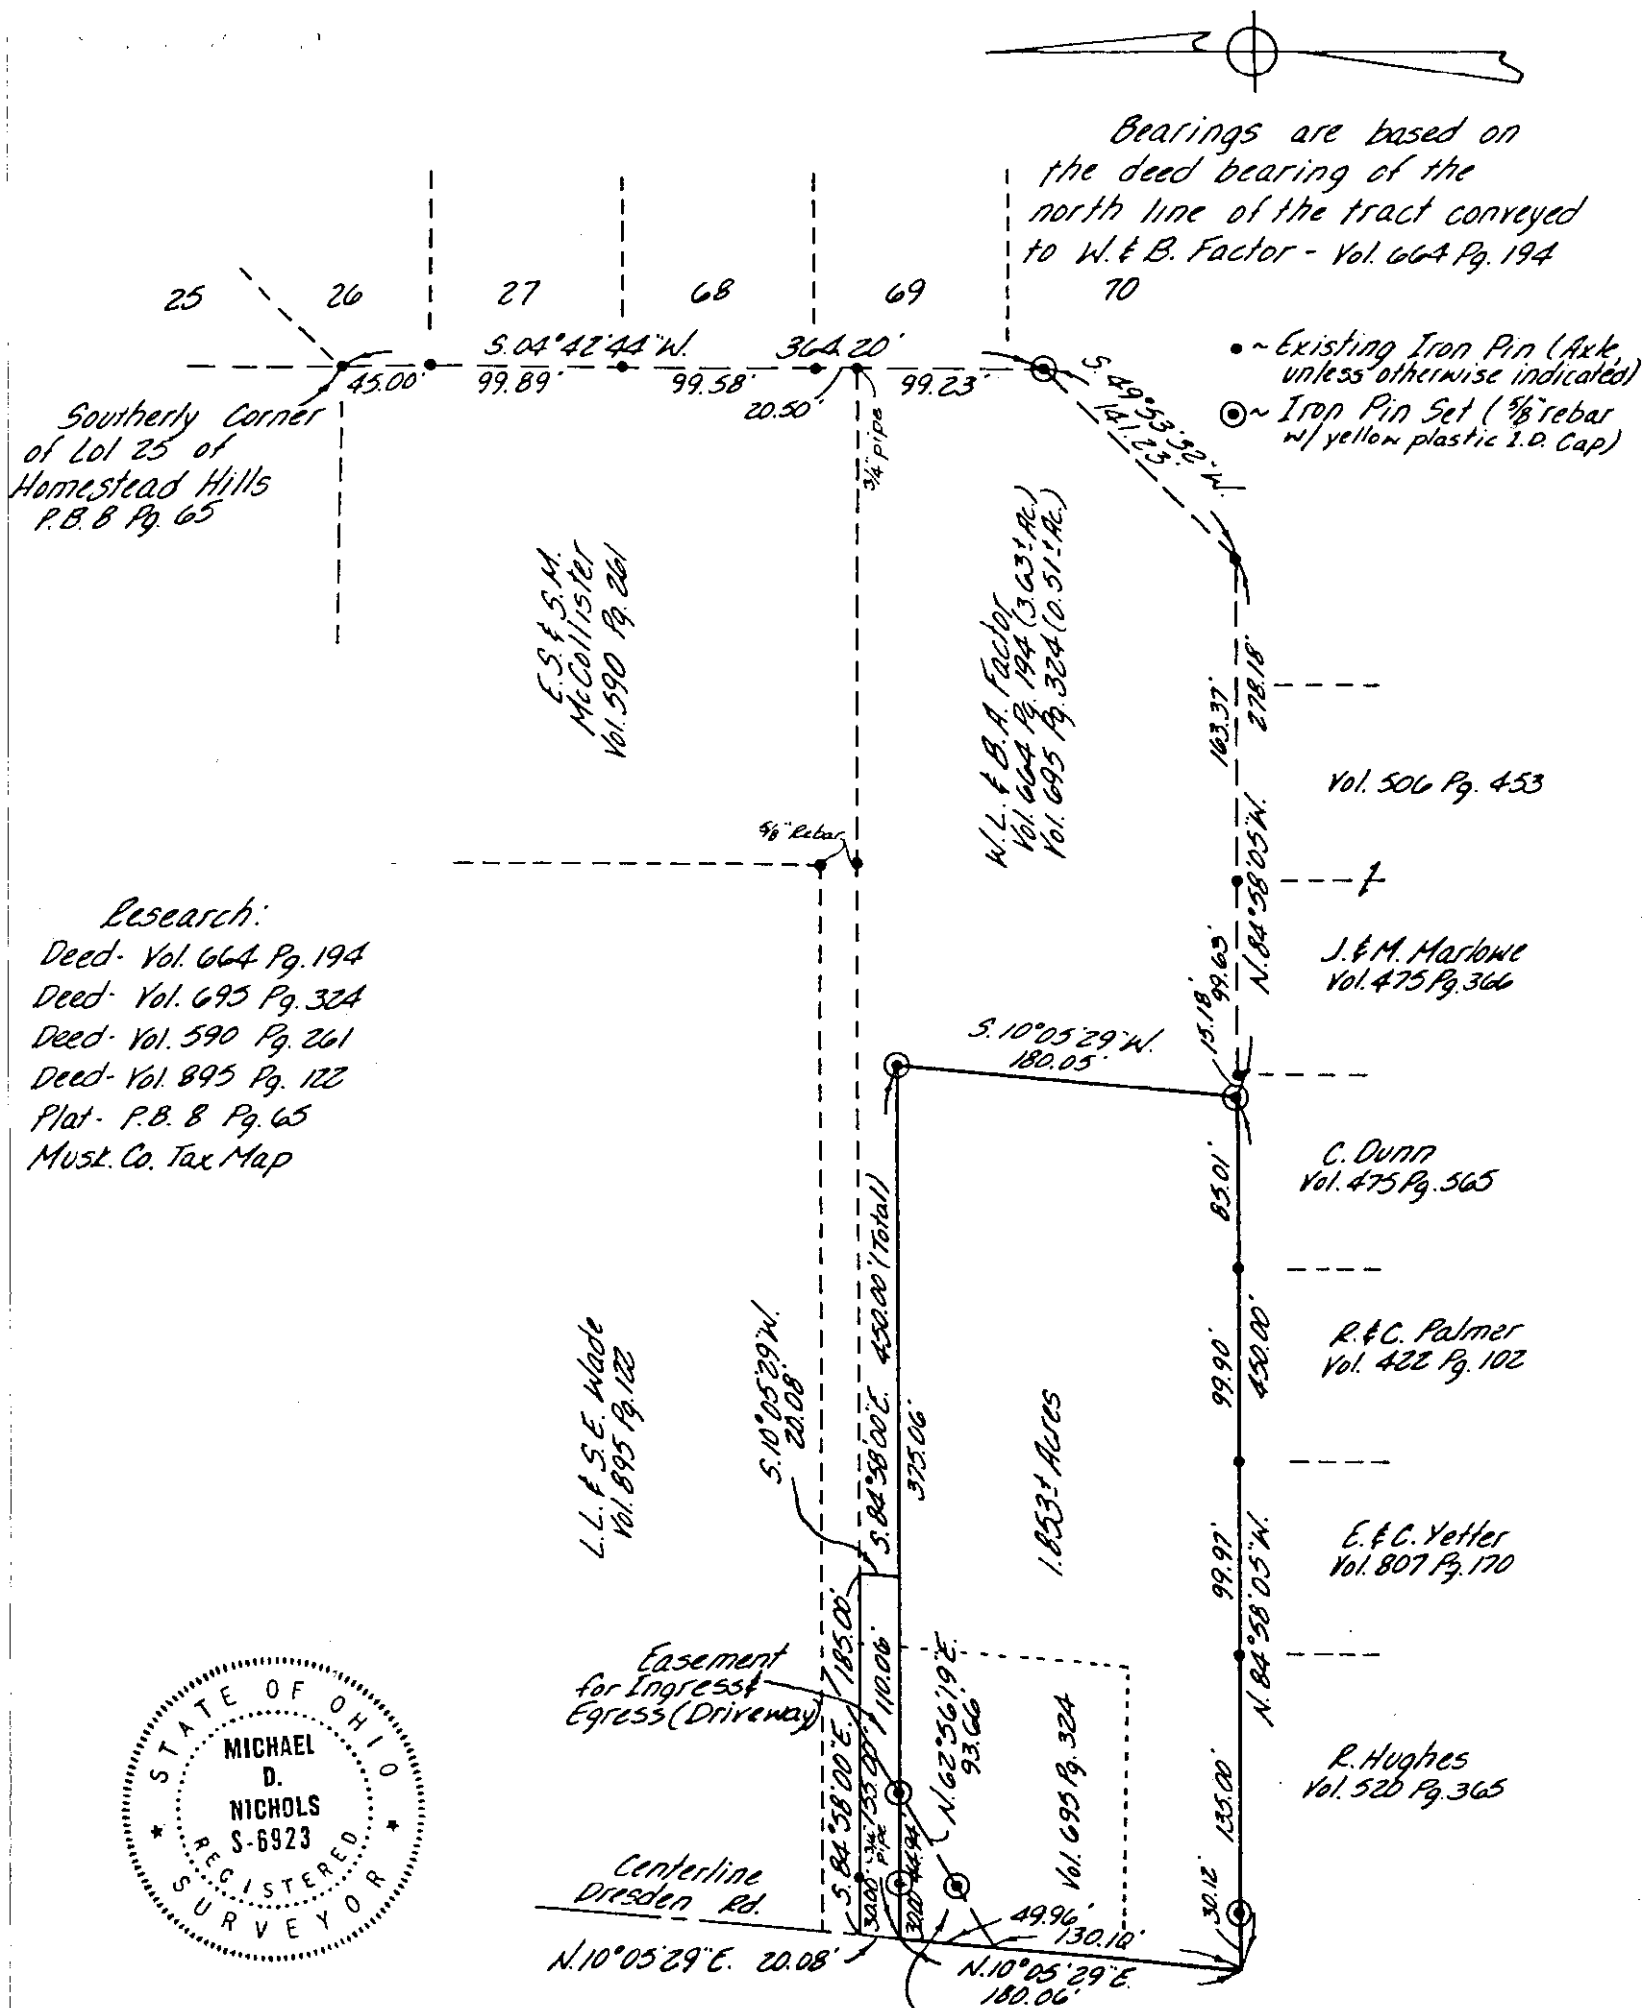 Bearings are based on
the deed bearing of the
north line of the tract conveyed
to W. & B. Factor - Vol. 664 Pg. 194
25
26
27
68
69
70
S. 04°42'44" W. 364.20'
45.00'
99.89'
99.58'
20.50'
99.23'
3/4" pipe
S. 49°53'32" W.
141.23'
• ~ Existing Iron Pin (Axle,
unless otherwise indicated)
~ Iron Pin Set (5/8" rebar
w/ yellow plastic I.D. Cap)
Southerly Corner
of Lot 25 of
Homestead Hills
P.B. 8 Pg. 65
E.S. & S.M.
McCollister
Vol. 590 Pg. 261
W.L. & B.A. Factor
Vol. 664 Pg. 194 (3.63± Ac.)
Vol. 695 Pg. 324 (0.51± Ac.)
163.37'
278.18'
N. 84°58'05" W.
99.63'
15.18'
Vol. 506 Pg. 453
5/8" Rebar
J. & M. Marlowe
Vol. 475 Pg. 366
Research:
Deed- Vol. 664 Pg. 194
Deed- Vol. 695 Pg. 324
Deed- Vol. 590 Pg. 261
Deed- Vol. 895 Pg. 122
Plat- P.B. 8 Pg. 65
Musk. Co. Tax Map
S. 10°05'29" W.
180.05'
C. Dunn
Vol. 475 Pg. 565
85.01'
S. 84°58'00" E. 450.00' (Total)
375.06'
L.L. & S.E. Wade
Vol. 895 Pg. 122
S. 10°05'29" W.
20.08'
1.853± Acres
99.90'
450.00'
R. & C. Palmer
Vol. 422 Pg. 102
99.97'
N. 84°58'05" W.
E. & C. Yetter
Vol. 807 Pg. 170
Easement
for Ingress &
Egress (Driveway)
S. 84°58'00" E. 185.00'
155.00'
110.06'
30.00'
3/4" pipe
30.00'
44.94'
N. 62°56'19" E.
93.66'
Vol. 695 Pg. 324
135.00'
30.12'
R. Hughes
Vol. 520 Pg. 365
STATE OF OHIO
MICHAEL
D.
NICHOLS
S-6923
REGISTERED
SURVEYOR
Centerline
Dresden Rd.
49.96'
130.10'
N. 10°05'29" E. 20.08'
N. 10°05'29" E.
180.06'